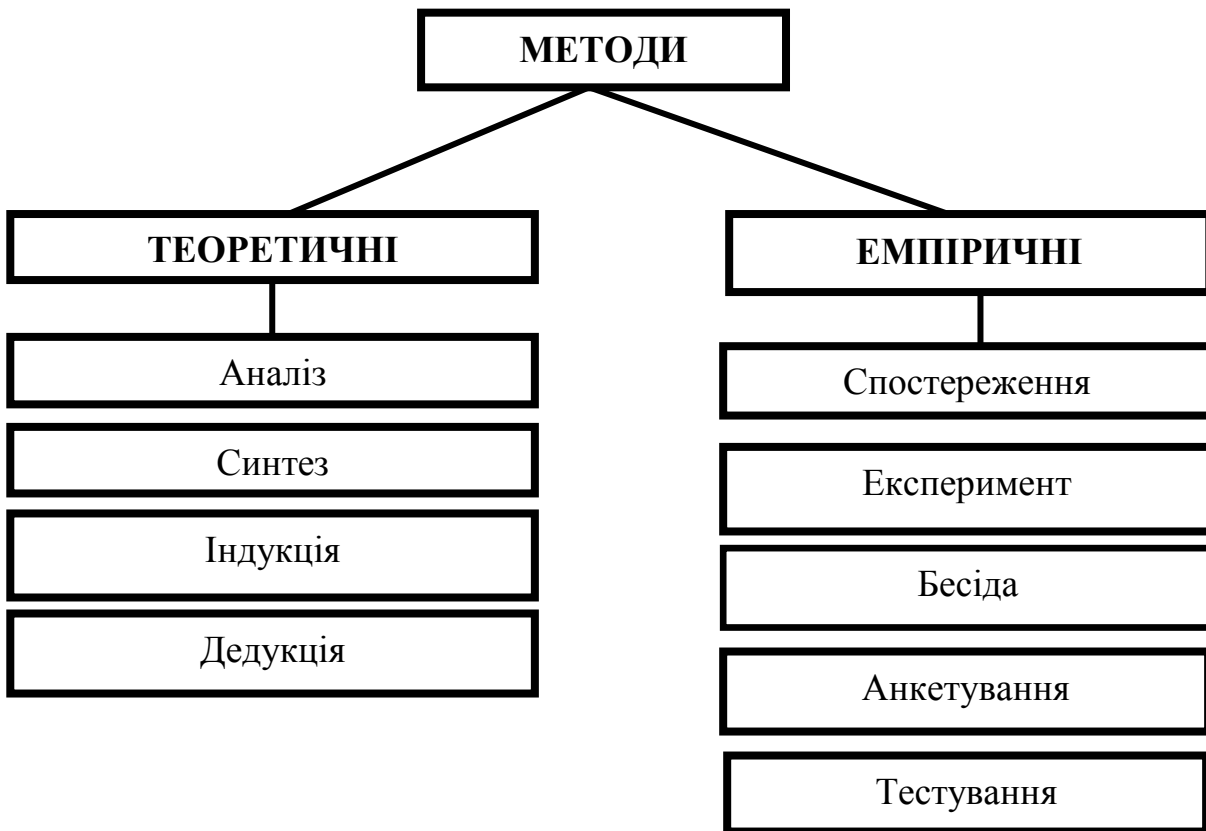 МЕТОДИ
ТЕОРЕТИЧНІ
Аналіз
Синтез
Індукція
Дедукція
ЕМПІРИЧНІ
Спостереження
Експеримент
Бесіда
Анкетування
Тестування